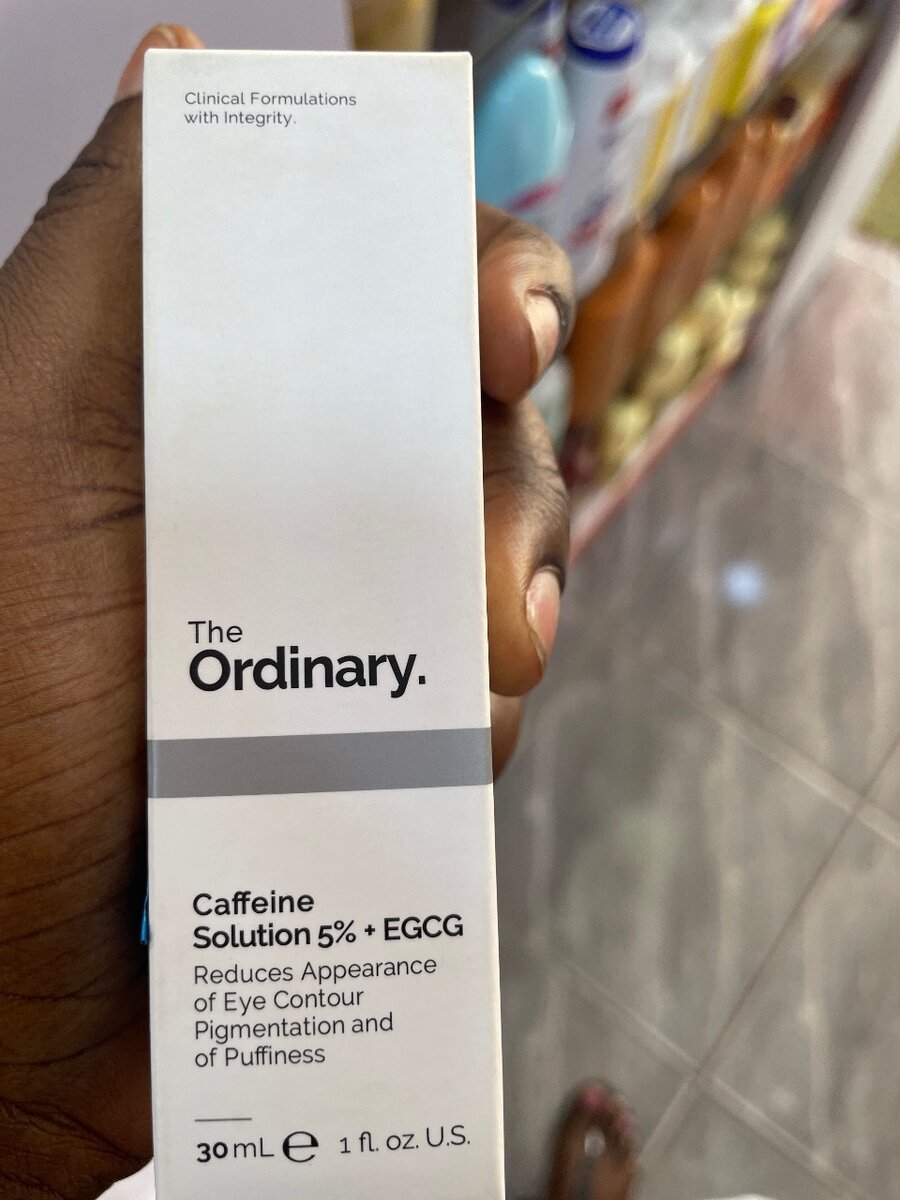 Clinical Formulations
with Integrity.
The
Ordinary.
Caffeine
Solution 5% + EGCG
Reduces Appearance
of Eye Contour
Pigmentation and
of Puffiness
30 mL ℮ 1 fl. oz. U.S.